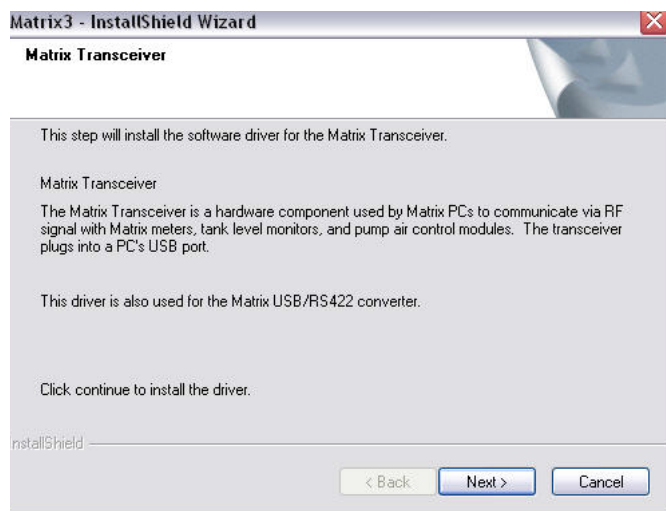 Matrix3 - InstallShield Wizard
Matrix Transceiver
This step will install the software driver for the Matrix Transceiver.
Matrix Transceiver
The Matrix Transceiver is a hardware component used by Matrix PCs to communicate via RF
signal with Matrix meters, tank level monitors, and pump air control modules. The transceiver
plugs into a PC's USB port.
This driver is also used for the Matrix USB/RS422 converter.
Click continue to install the driver.
nstallShield
< Back Next > Cancel